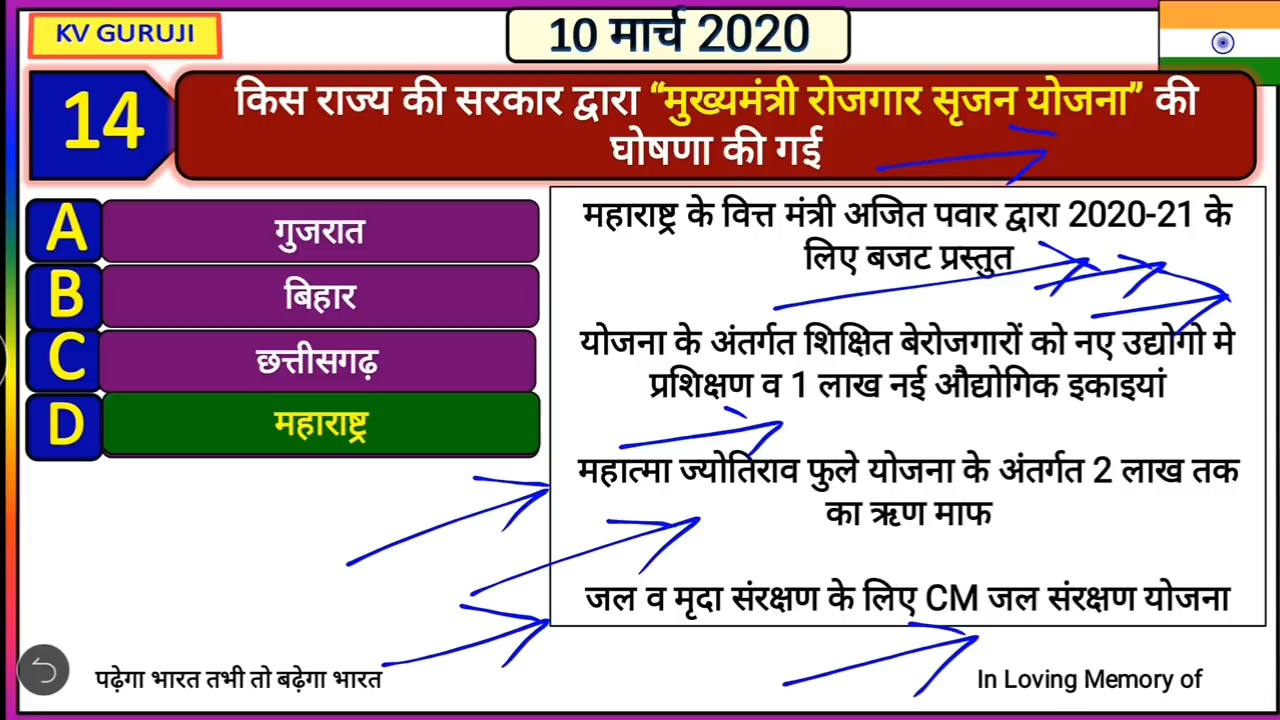 KV GURUJI
10 मार्च 2020
14
किस राज्य की सरकार द्वारा “मुख्यमंत्री रोजगार सृजन योजना” की
घोषणा की गई
A
गुजरात
B
बिहार
C
छत्तीसगढ़
D
महाराष्ट्र
महाराष्ट्र के वित्त मंत्री अजित पवार द्वारा 2020-21 के
लिए बजट प्रस्तुत
योजना के अंतर्गत शिक्षित बेरोजगारों को नए उद्योगो मे
प्रशिक्षण व 1 लाख नई औद्योगिक इकाइयां
महात्मा ज्योतिराव फुले योजना के अंतर्गत 2 लाख तक
का ऋण माफ
जल व मृदा संरक्षण के लिए CM जल संरक्षण योजना
पढ़ेगा भारत तभी तो बढ़ेगा भारत
In Loving Memory of